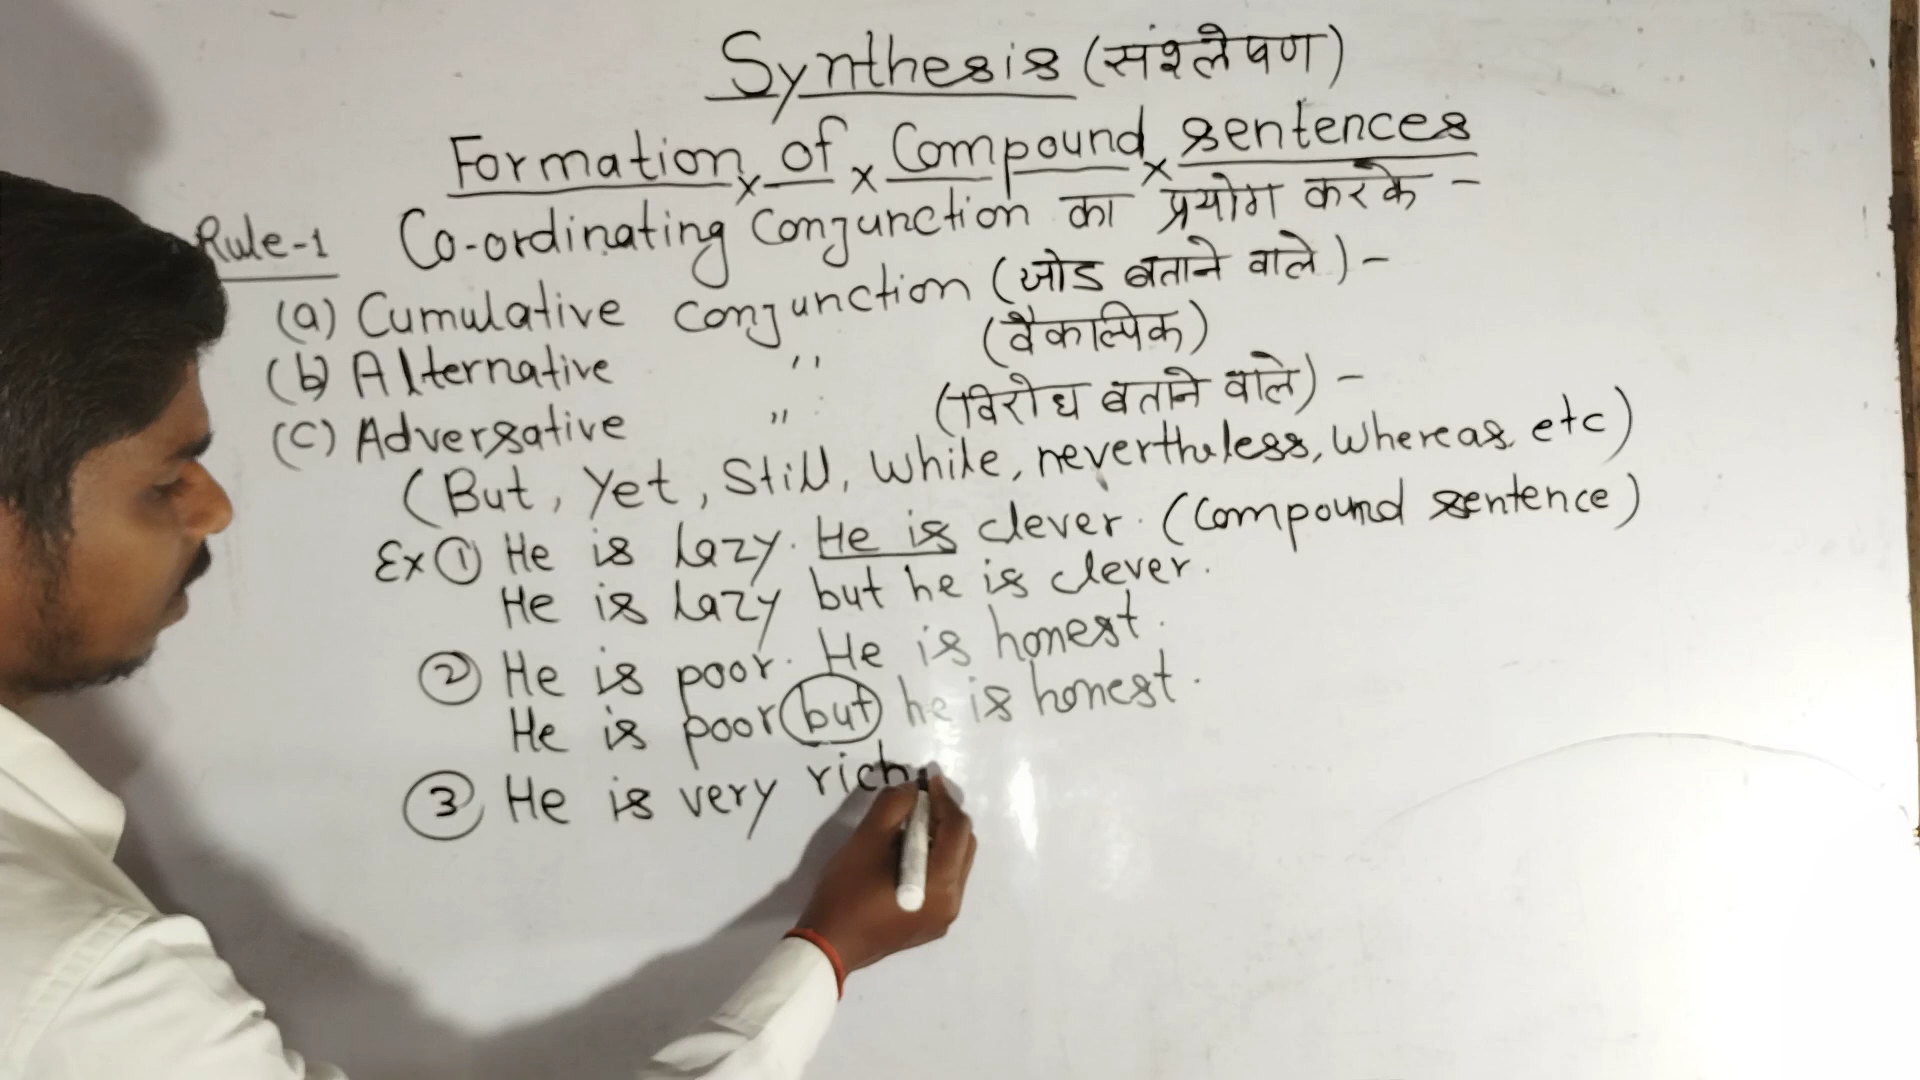 Synthesis (संश्लेषण)
Formation of Compound sentences
Rule-1 Co-ordinating Conjunction का प्रयोग करके -
(a) Cumulative conjunction (जोड बताने वाले) -
(b) Alternative " (वैकल्पिक)
(C) Adversative " (विरोध बताने वाले) -
(But, Yet, Still, While, nevertheless, Whereas, etc)
Ex ① He is lazy. He is clever. (Compound sentence)
He is lazy but he is clever.
② He is poor. He is honest.
He is poor but he is honest.
③ He is very rich